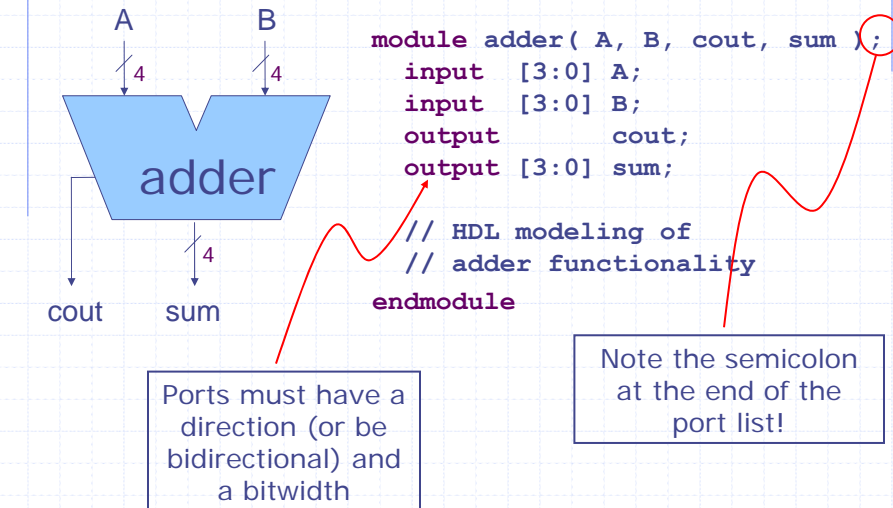 A B
4 4
adder
4
cout sum
module adder( A, B, cout, sum );
input [3:0] A;
input [3:0] B;
output cout;
output [3:0] sum;
// HDL modeling of
// adder functionality
endmodule
Ports must have a
direction (or be
bidirectional) and
a bitwidth
Note the semicolon
at the end of the
port list!